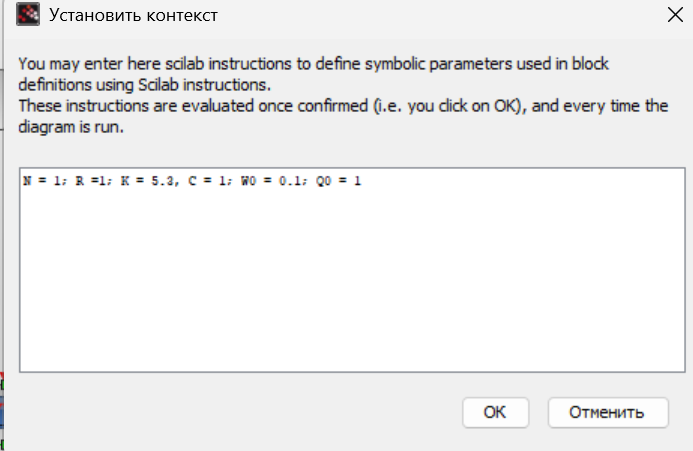 Установить контекст
You may enter here scilab instructions to define symbolic parameters used in block
definitions using Scilab instructions.
These instructions are evaluated once confirmed (i.e. you click on OK), and every time the
diagram is run.
N = 1; R =1; K = 5.3, C = 1; W0 = 0.1; Q0 = 1
OK
Отменить